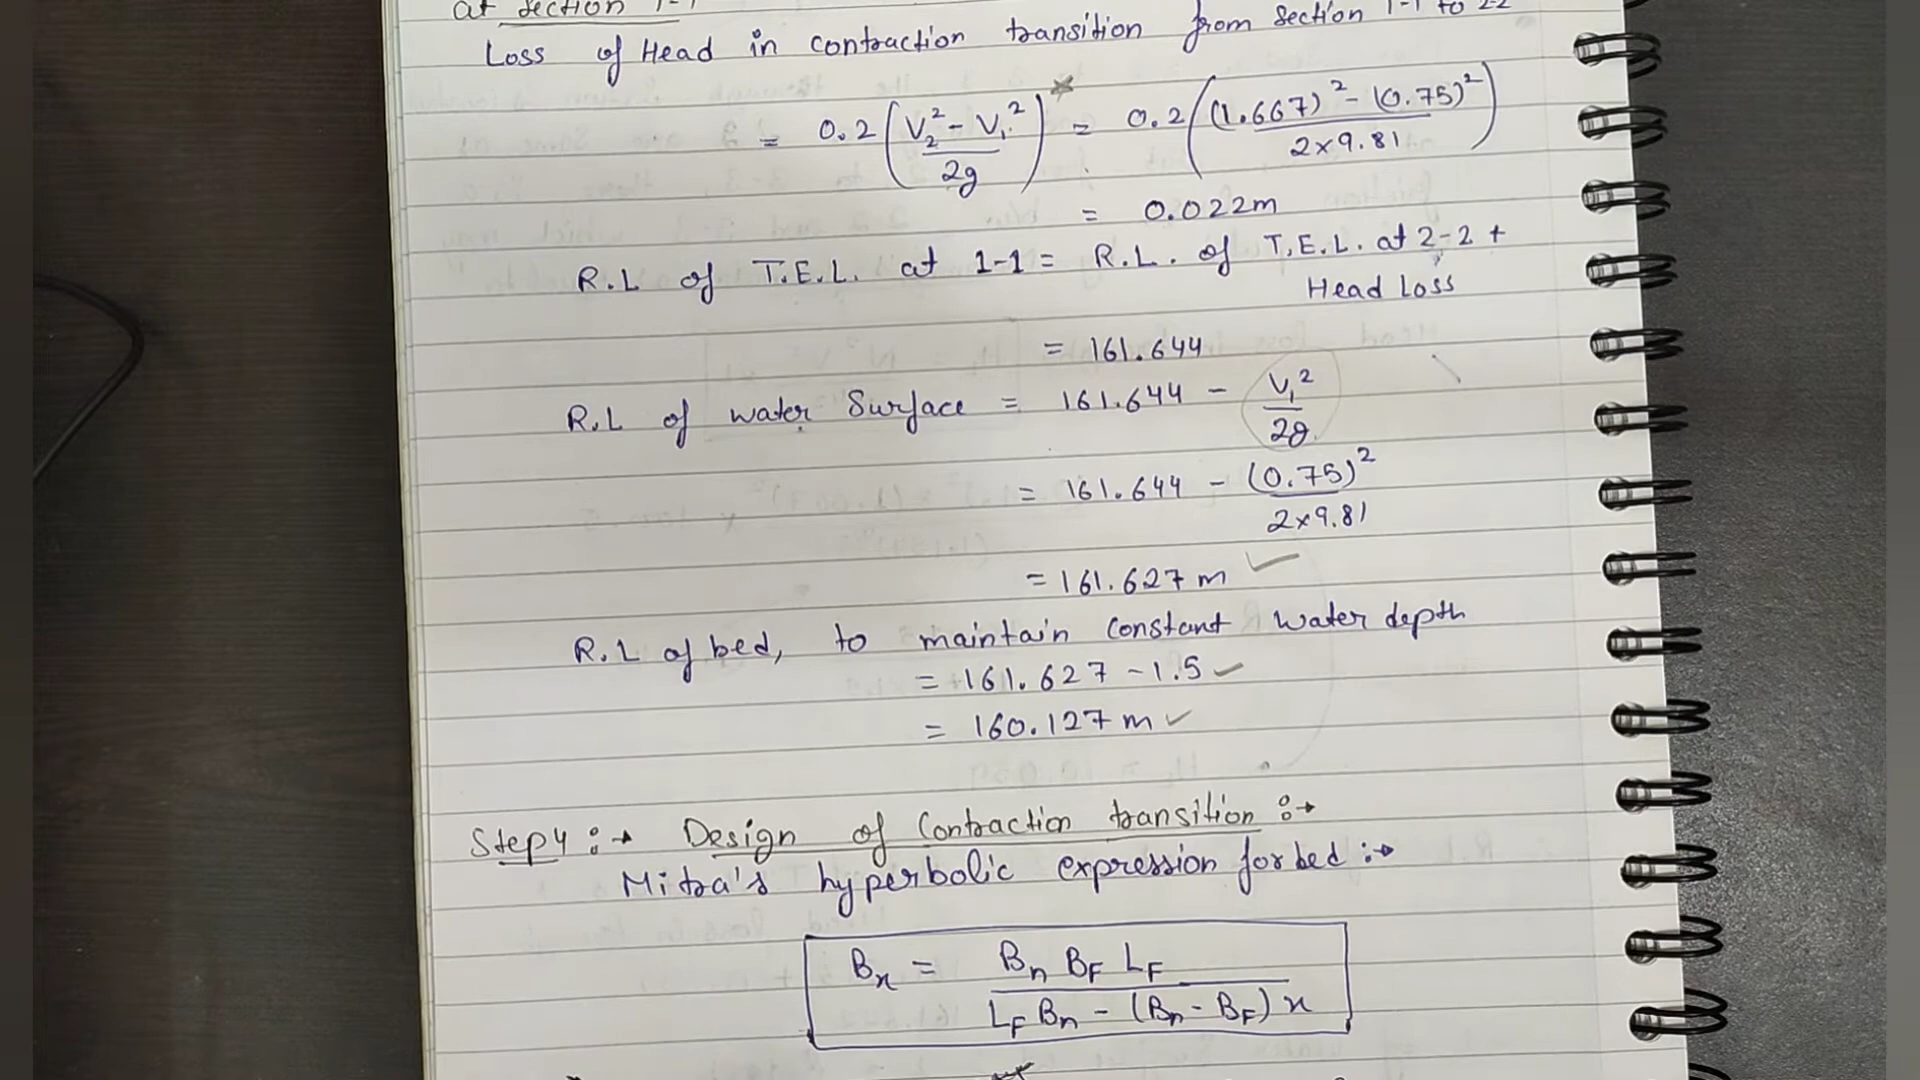 at section 1-1
Loss of Head in contraction transition from Section 1-1 to 2-2
= 0.2 ( V₂² - V₁² / 2g ) = 0.2 ( (1.667)² - (0.75)² / 2×9.81 )
= 0.022m
R.L of T.E.L. at 1-1 = R.L. of T.E.L. at 2-2 +
Head Loss
= 161.644
R.L of water Surface = 161.644 - V₁² / 2g
= 161.644 - (0.75)² / 2×9.81
= 161.627 m ✓
R.L of bed, to maintain constant water depth
= 161.627 - 1.5 ✓
= 160.127 m ✓
Step 4 :→ Design of Contraction transition :→
Mitra's hyperbolic expression for bed :→
Bx = Bn BF LF / LF Bn - (Bn - BF) x